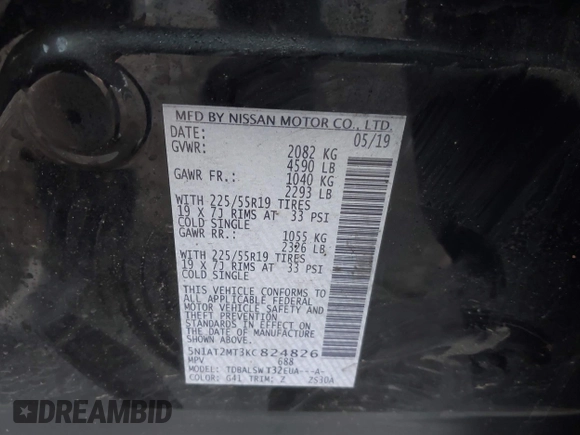 MFD BY NISSAN MOTOR CO., LTD.
DATE: 05/19
GVWR: 2082 KG
4590 LB
GAWR FR.: 1040 KG
2293 LB
WITH 225/55R19 TIRES
19 X 7J RIMS AT 33 PSI
COLD SINGLE
GAWR RR.: 1055 KG
2326 LB
WITH 225/55R19 TIRES
19 X 7J RIMS AT 33 PSI
COLD SINGLE
THIS VEHICLE CONFORMS TO
ALL APPLICABLE FEDERAL
MOTOR VEHICLE SAFETY AND
THEFT PREVENTION
STANDARDS IN EFFECT ON
THE DATE OF MANUFACTURE
SHOWN ABOVE.
5N1AT2MT3KC824826
MPV 688
MODEL: TDBALSWT32EUA---A-
COLOR: G41 TRIM: Z 2S3DA